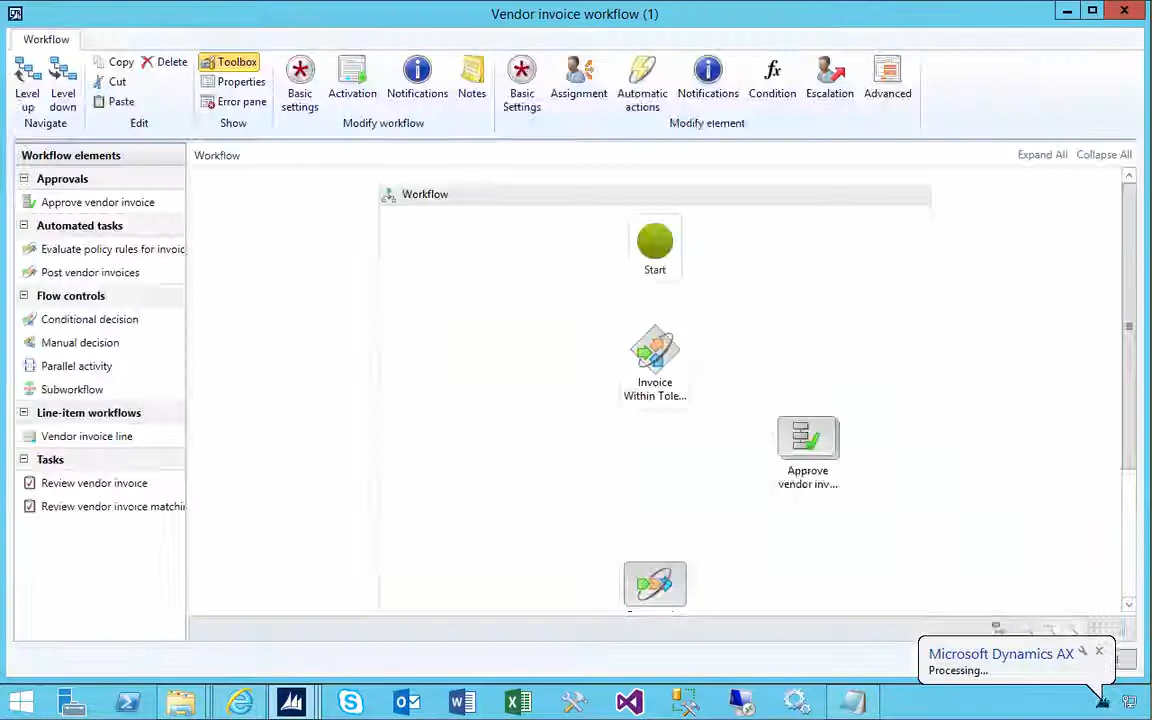 Vendor invoice workflow (1)
Workflow
Level up
Level down
Navigate
Copy
Delete
Cut
Paste
Edit
Toolbox
Properties
Error pane
Show
Basic settings
Activation
Notifications
Notes
Modify workflow
Basic Settings
Assignment
Automatic actions
Notifications
Condition
Escalation
Advanced
Modify element
Workflow elements
Workflow
Expand All
Collapse All
Approvals
Approve vendor invoice
Automated tasks
Evaluate policy rules for invoic
Post vendor invoices
Flow controls
Conditional decision
Manual decision
Parallel activity
Subworkflow
Line-item workflows
Vendor invoice line
Tasks
Review vendor invoice
Review vendor invoice matchi
Workflow
Start
Invoice
Within Tole...
Approve
vendor inv...
Microsoft Dynamics AX
Processing...